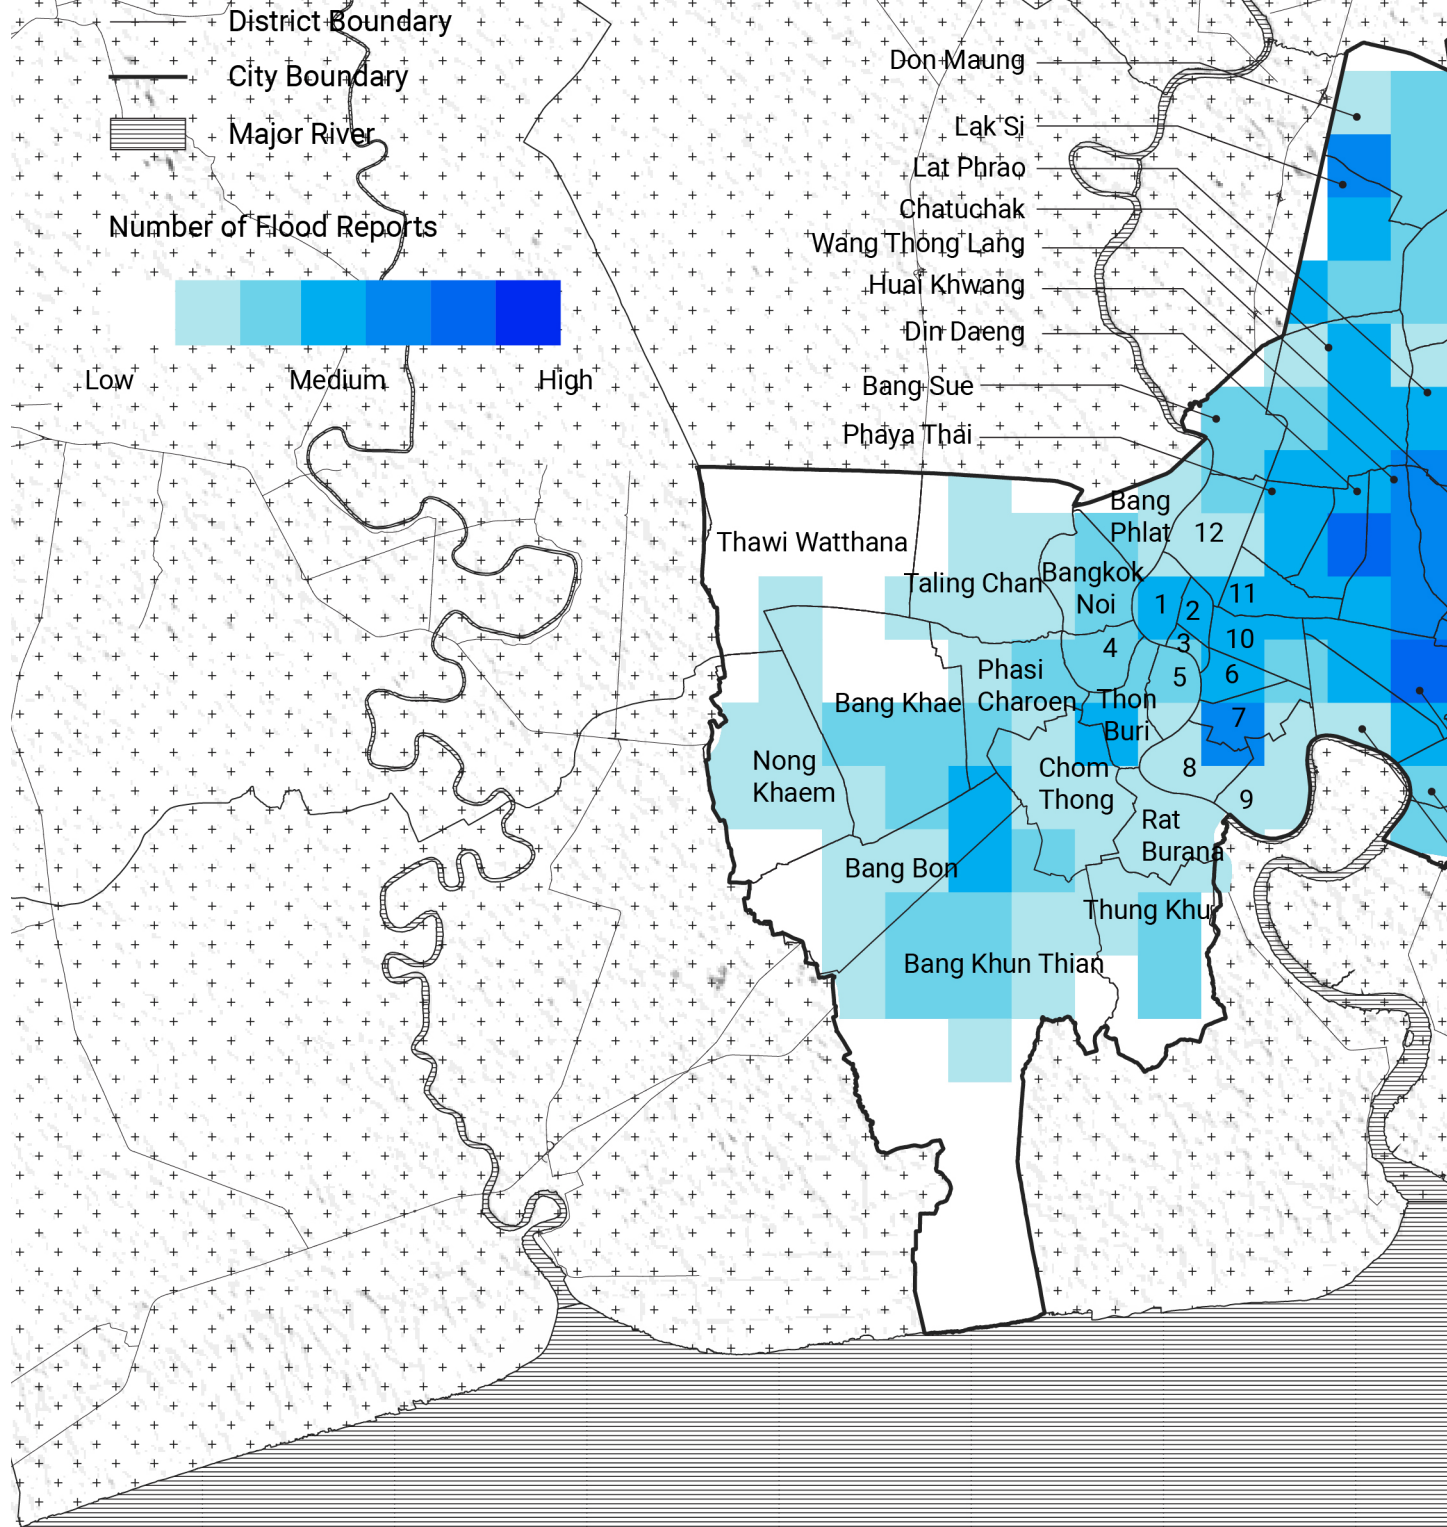 District Boundary
City Boundary
Major River
Number of Flood Reports
Low Medium High
Don Maung
Lak Si
Lat Phrao
Chatuchak
Wang Thong Lang
Huai Khwang
Din Daeng
Bang Sue
Phaya Thai
Bang
Phlat
12
Thawi Watthana
Taling Chan
Bangkok
Noi
1
2
11
3
10
4
5
6
Phasi
Charoen
Bang Khae
Thon
Buri
7
Nong
Khaem
Chom
Thong
8
9
Rat
Burana
Bang Bon
Thung Khu
Bang Khun Thian